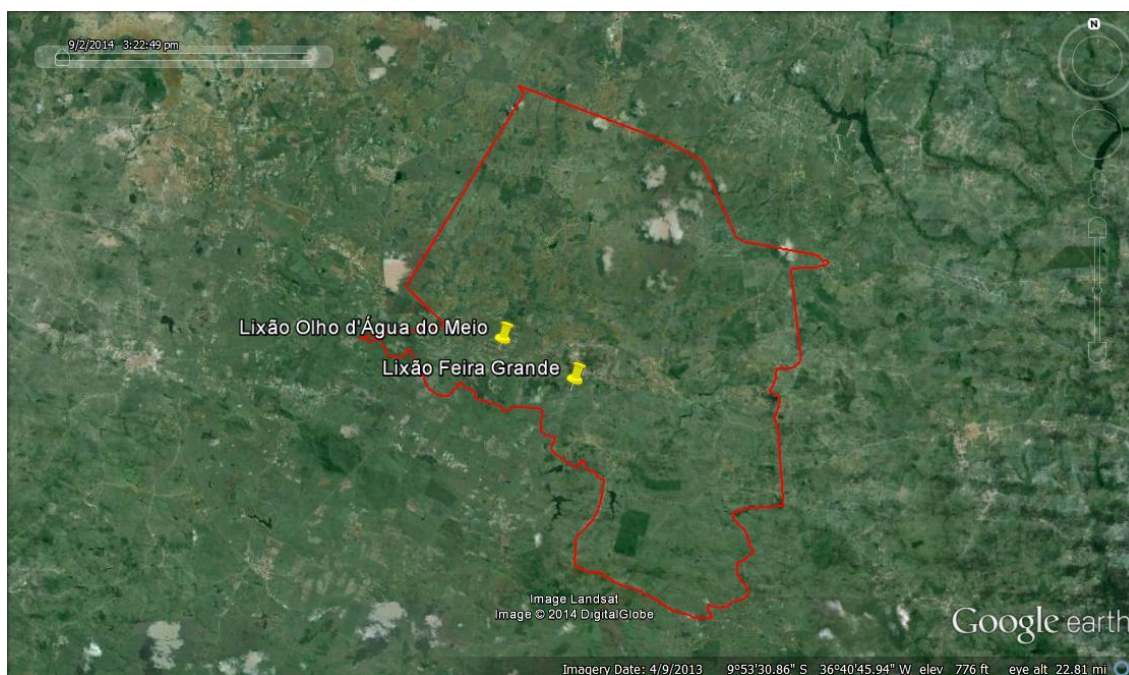 N
9/2/2014 3:22:49 pm
Lixão Olho d'Água do Meio
Lixão Feira Grande
Image Landsat
Image © 2014 DigitalGlobe
Google earth
Imagery Date: 4/9/2013 9°53'30.86" S 36°40'45.94" W elev 776 ft eye alt 22.81 mi